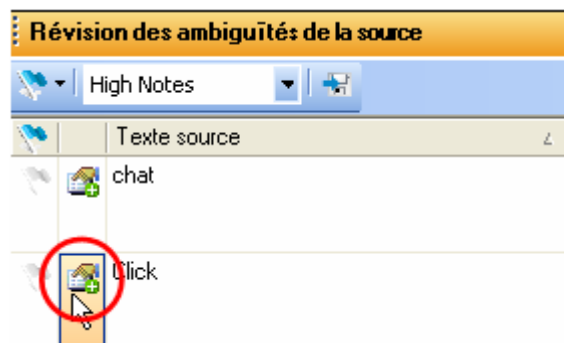 Révision des ambiguïtés de la source
High Notes
Texte source
chat
Click